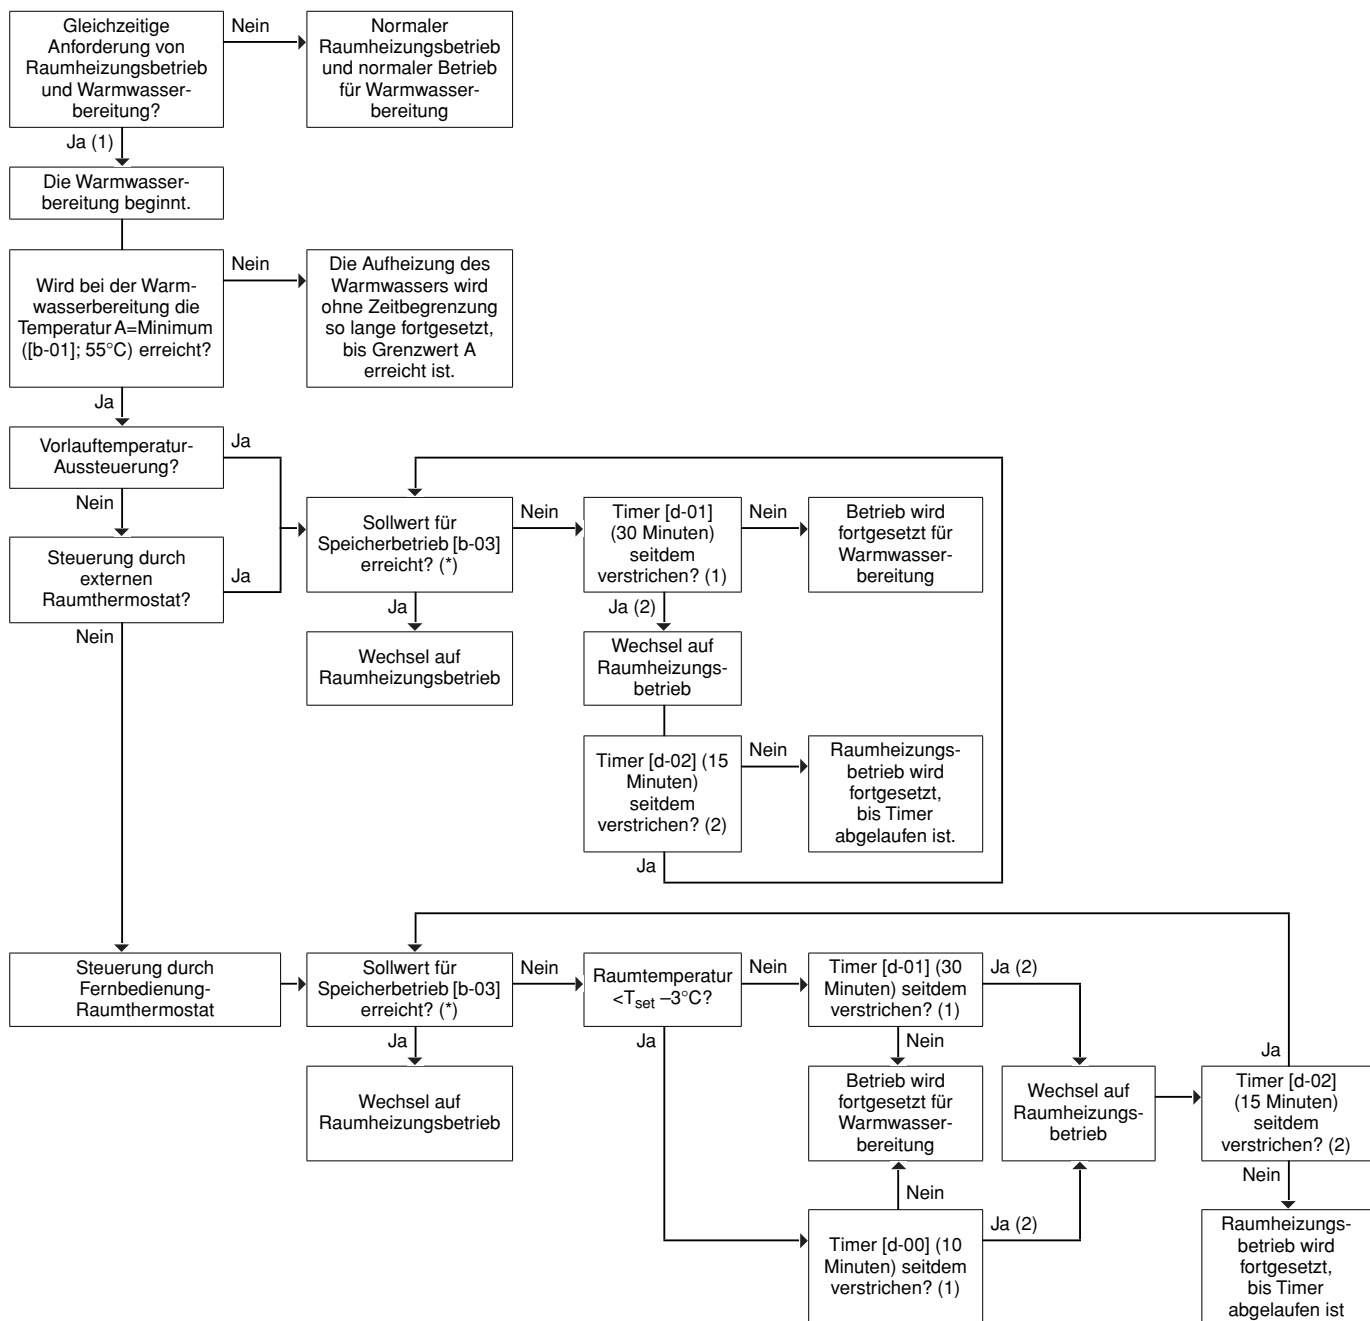 Gleichzeitige
Anforderung von
Raumheizungsbetrieb
und Warmwasser-
bereitung?
Nein
Normaler
Raumheizungsbetrieb
und normaler Betrieb
für Warmwasser-
bereitung
Ja (1)
Die Warmwasser-
bereitung beginnt.
Wird bei der Warm-
wasserbereitung die
Temperatur A=Minimum
([b-01]; 55°C) erreicht?
Nein
Die Aufheizung des
Warmwassers wird
ohne Zeitbegrenzung
so lange fortgesetzt,
bis Grenzwert A
erreicht ist.
Ja
Vorlauftemperatur-
Aussteuerung?
Ja
Nein
Steuerung durch
externen
Raumthermostat?
Ja
Nein
Sollwert für
Speicherbetrieb [b-03]
erreicht? (*)
Nein
Timer [d-01]
(30 Minuten)
seitdem
verstrichen? (1)
Nein
Betrieb wird
fortgesetzt für
Warmwasser-
bereitung
Ja
Wechsel auf
Raumheizungsbetrieb
Ja (2)
Wechsel auf
Raumheizungs-
betrieb
Timer [d-02] (15
Minuten)
seitdem
verstrichen? (2)
Nein
Raumheizungs-
betrieb wird
fortgesetzt,
bis Timer
abgelaufen ist.
Ja
Steuerung durch
Fernbedienung-
Raumthermostat
Sollwert für
Speicherbetrieb [b-03]
erreicht? (*)
Nein
Raumtemperatur
<Tset –3°C?
Nein
Timer [d-01] (30
Minuten) seitdem
verstrichen? (1)
Ja (2)
Ja
Wechsel auf
Raumheizungsbetrieb
Ja
Nein
Betrieb wird
fortgesetzt für
Warmwasser-
bereitung
Wechsel auf
Raumheizungs-
betrieb
Ja
Timer [d-02]
(15 Minuten)
seitdem
verstrichen? (2)
Nein
Nein
Timer [d-00] (10
Minuten) seitdem
verstrichen? (1)
Ja (2)
Raumheizungs-
betrieb wird
fortgesetzt,
bis Timer
abgelaufen ist